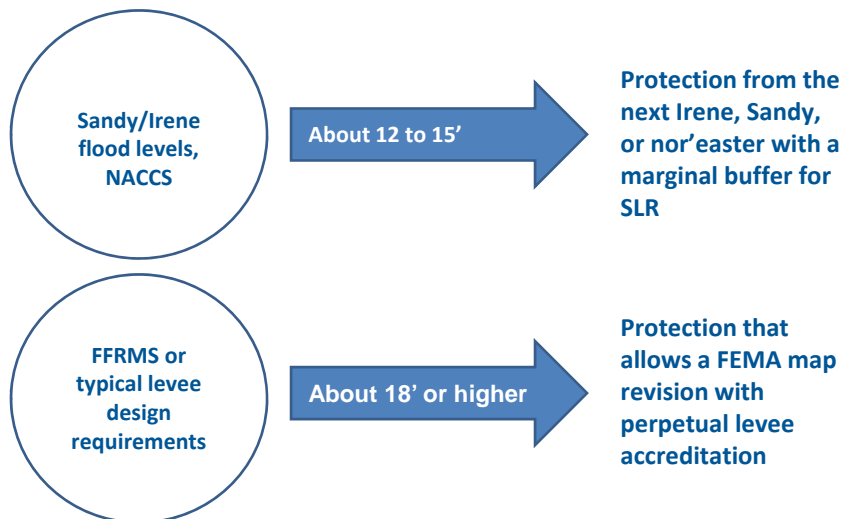 Sandy/Irene
flood levels,
NACCS
About 12 to 15’
Protection from the
next Irene, Sandy,
or nor’easter with a
marginal buffer for
SLR
FFRMS or
typical levee
design
requirements
About 18’ or higher
Protection that
allows a FEMA map
revision with
perpetual levee
accreditation